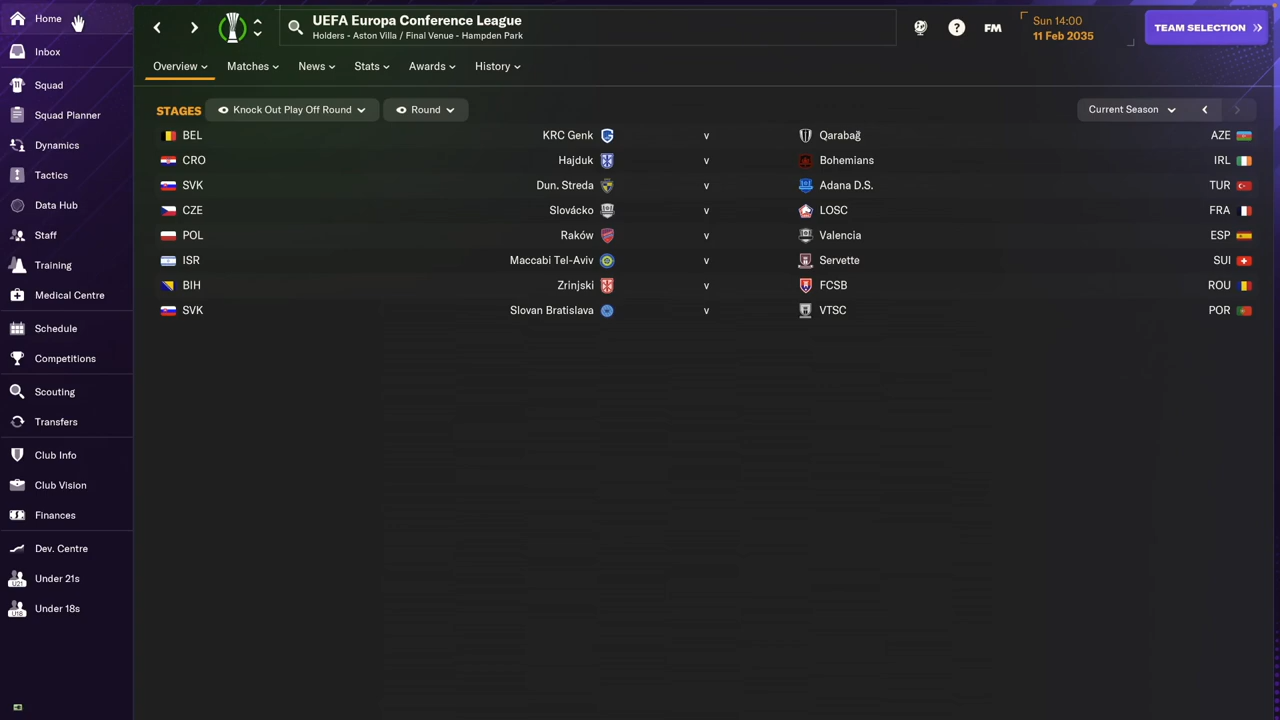 Home
Inbox
Squad
Squad Planner
Dynamics
Tactics
Data Hub
Staff
Training
Medical Centre
Schedule
Competitions
Scouting
Transfers
Club Info
Club Vision
Finances
Dev. Centre
Under 21s
Under 18s
UEFA Europa Conference League
Holders - Aston Villa / Final Venue - Hampden Park
FM
Sun 14:00
11 Feb 2035
TEAM SELECTION
Overview Matches News Stats Awards History
STAGES Knock Out Play Off Round Round Current Season
BEL KRC Genk v Qarabağ AZE
CRO Hajduk v Bohemians IRL
SVK Dun. Streda v Adana D.S. TUR
CZE Slovácko v LOSC FRA
POL Raków v Valencia ESP
ISR Maccabi Tel-Aviv v Servette SUI
BIH Zrinjski v FCSB ROU
SVK Slovan Bratislava v VTSC POR